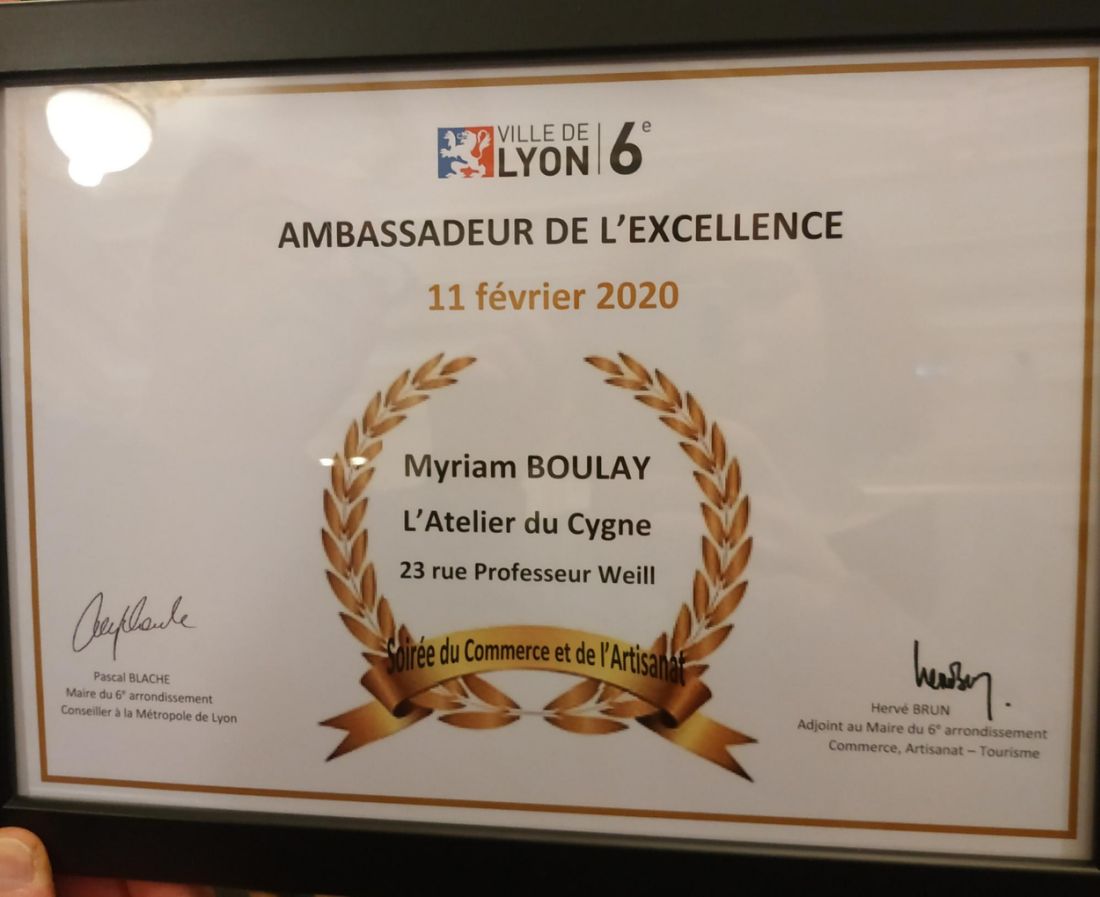 VILLE DE
LYON 6e
AMBASSADEUR DE L'EXCELLENCE
11 février 2020
Myriam BOULAY
L'Atelier du Cygne
23 rue Professeur Weill
Soirée du Commerce et de l'Artisanat
Pascal BLACHE
Maire du 6e arrondissement
Conseiller à la Métropole de Lyon
Hervé BRUN
Adjoint au Maire du 6e arrondissement
Commerce, Artisanat – Tourisme